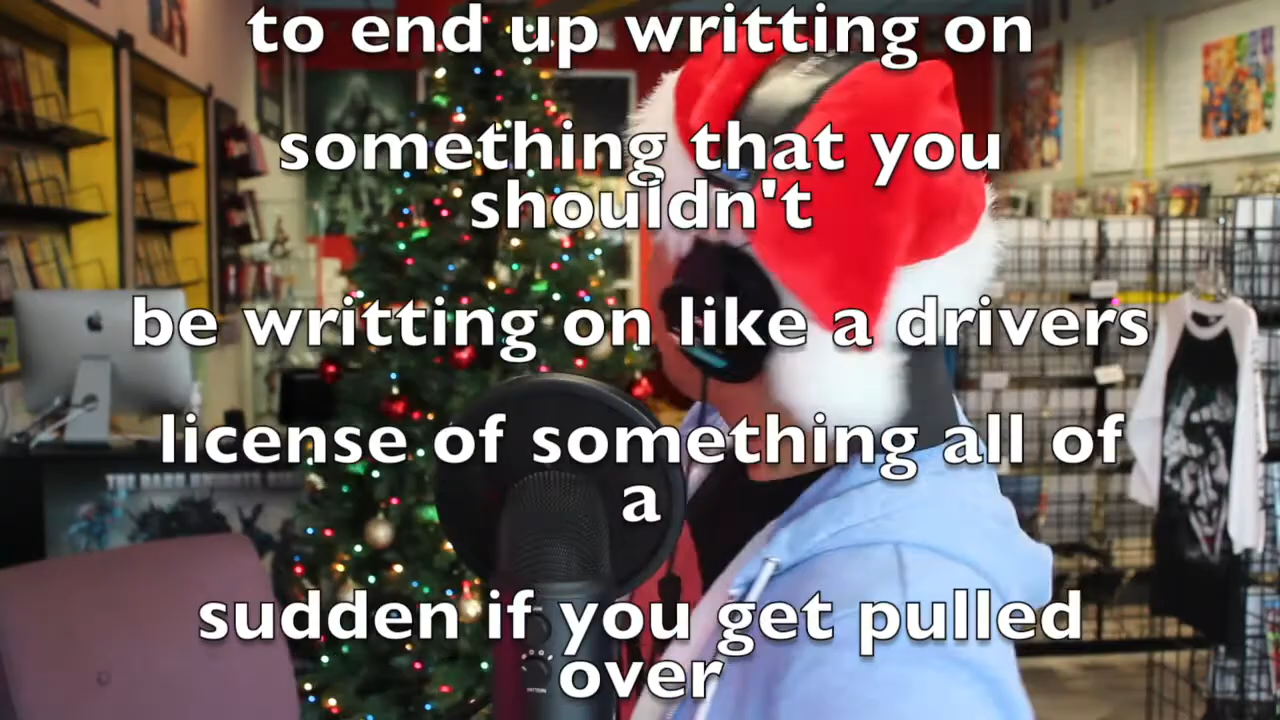 to end up writting on
something that you
shouldn't
be writting on like a drivers
license of something all of
a
sudden if you get pulled
over